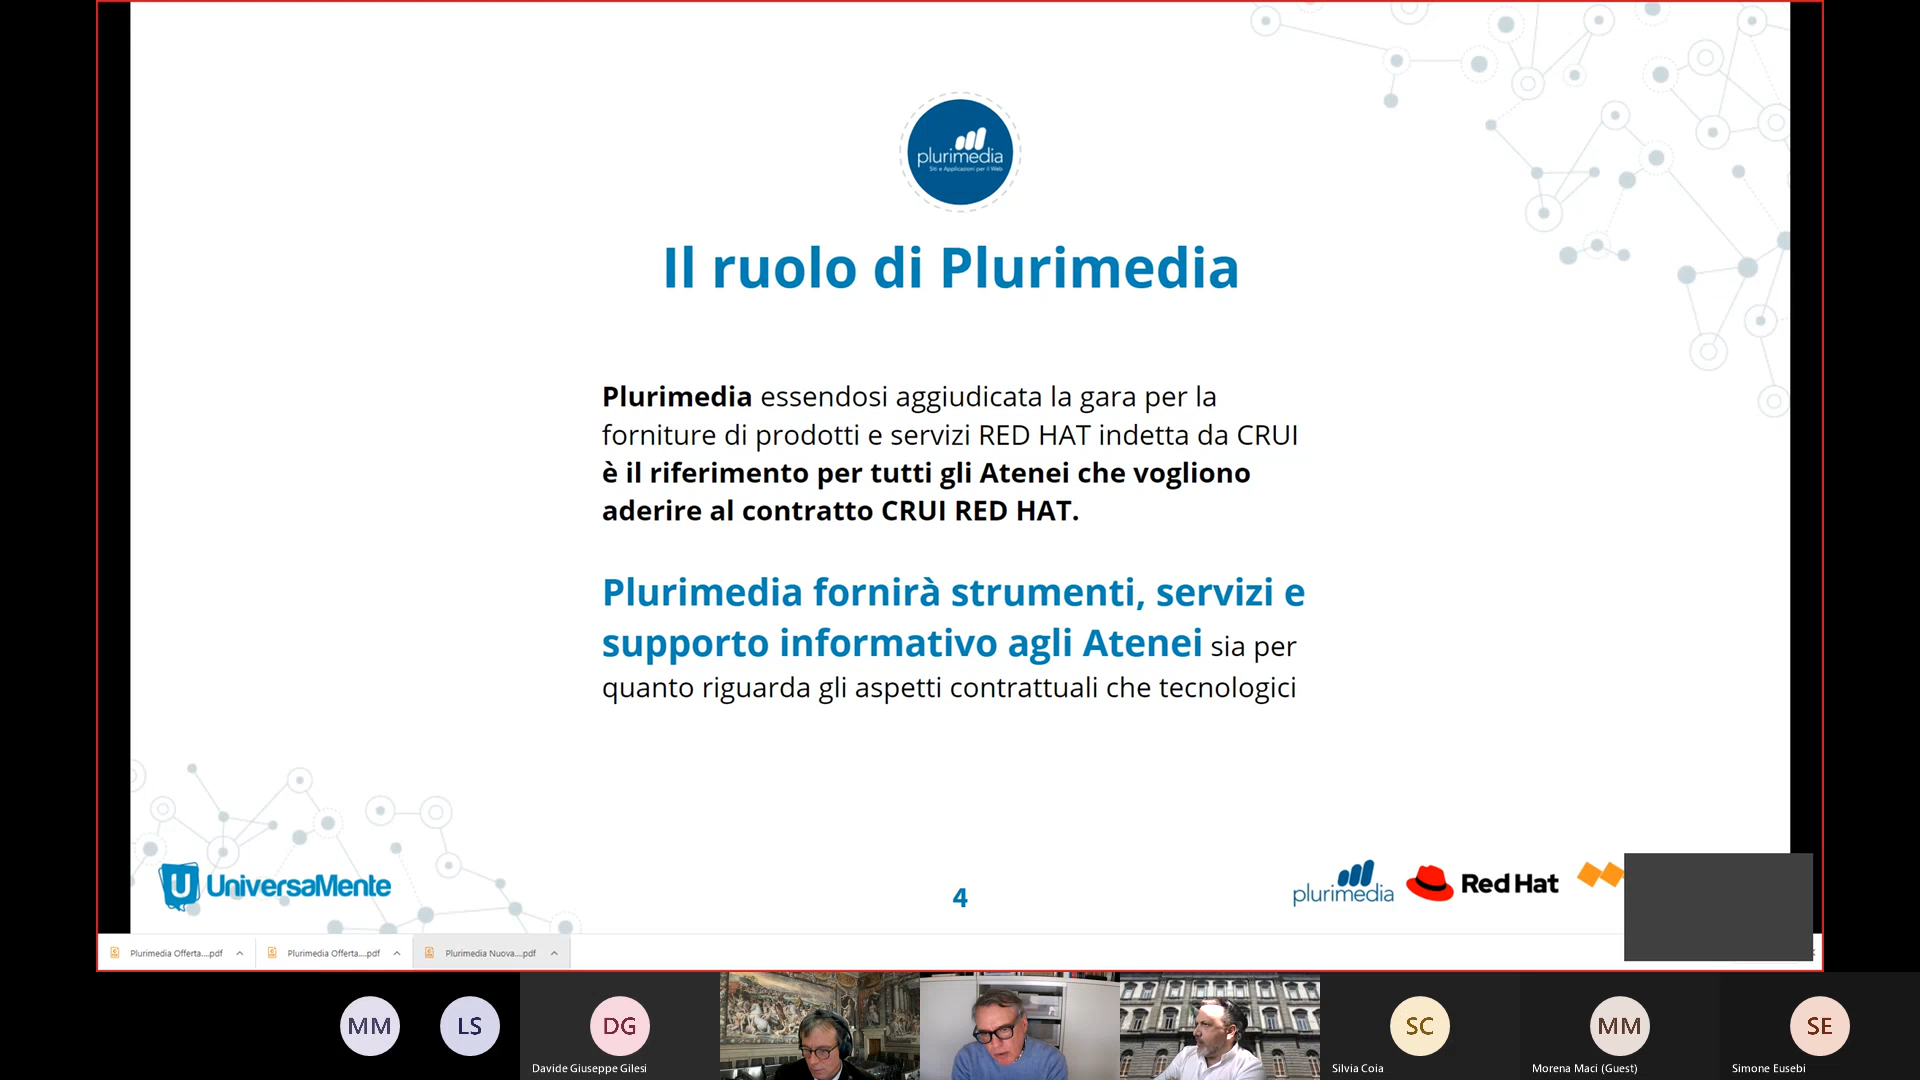 plurimedia
Siti e Applicazioni per il Web
Il ruolo di Plurimedia
Plurimedia essendosi aggiudicata la gara per la
forniture di prodotti e servizi RED HAT indetta da CRUI
è il riferimento per tutti gli Atenei che vogliono
aderire al contratto CRUI RED HAT.
Plurimedia fornirà strumenti, servizi e
supporto informativo agli Atenei sia per
quanto riguarda gli aspetti contrattuali che tecnologici
U UniversaMente
4
plurimedia
Red Hat
Plurimedia Offerta....pdf
Plurimedia Offerta....pdf
Plurimedia Nuova....pdf
MM
LS
DG
SC
MM
SE
Davide Giuseppe Gilesi
Silvia Coia
Morena Maci (Guest)
Simone Eusebi